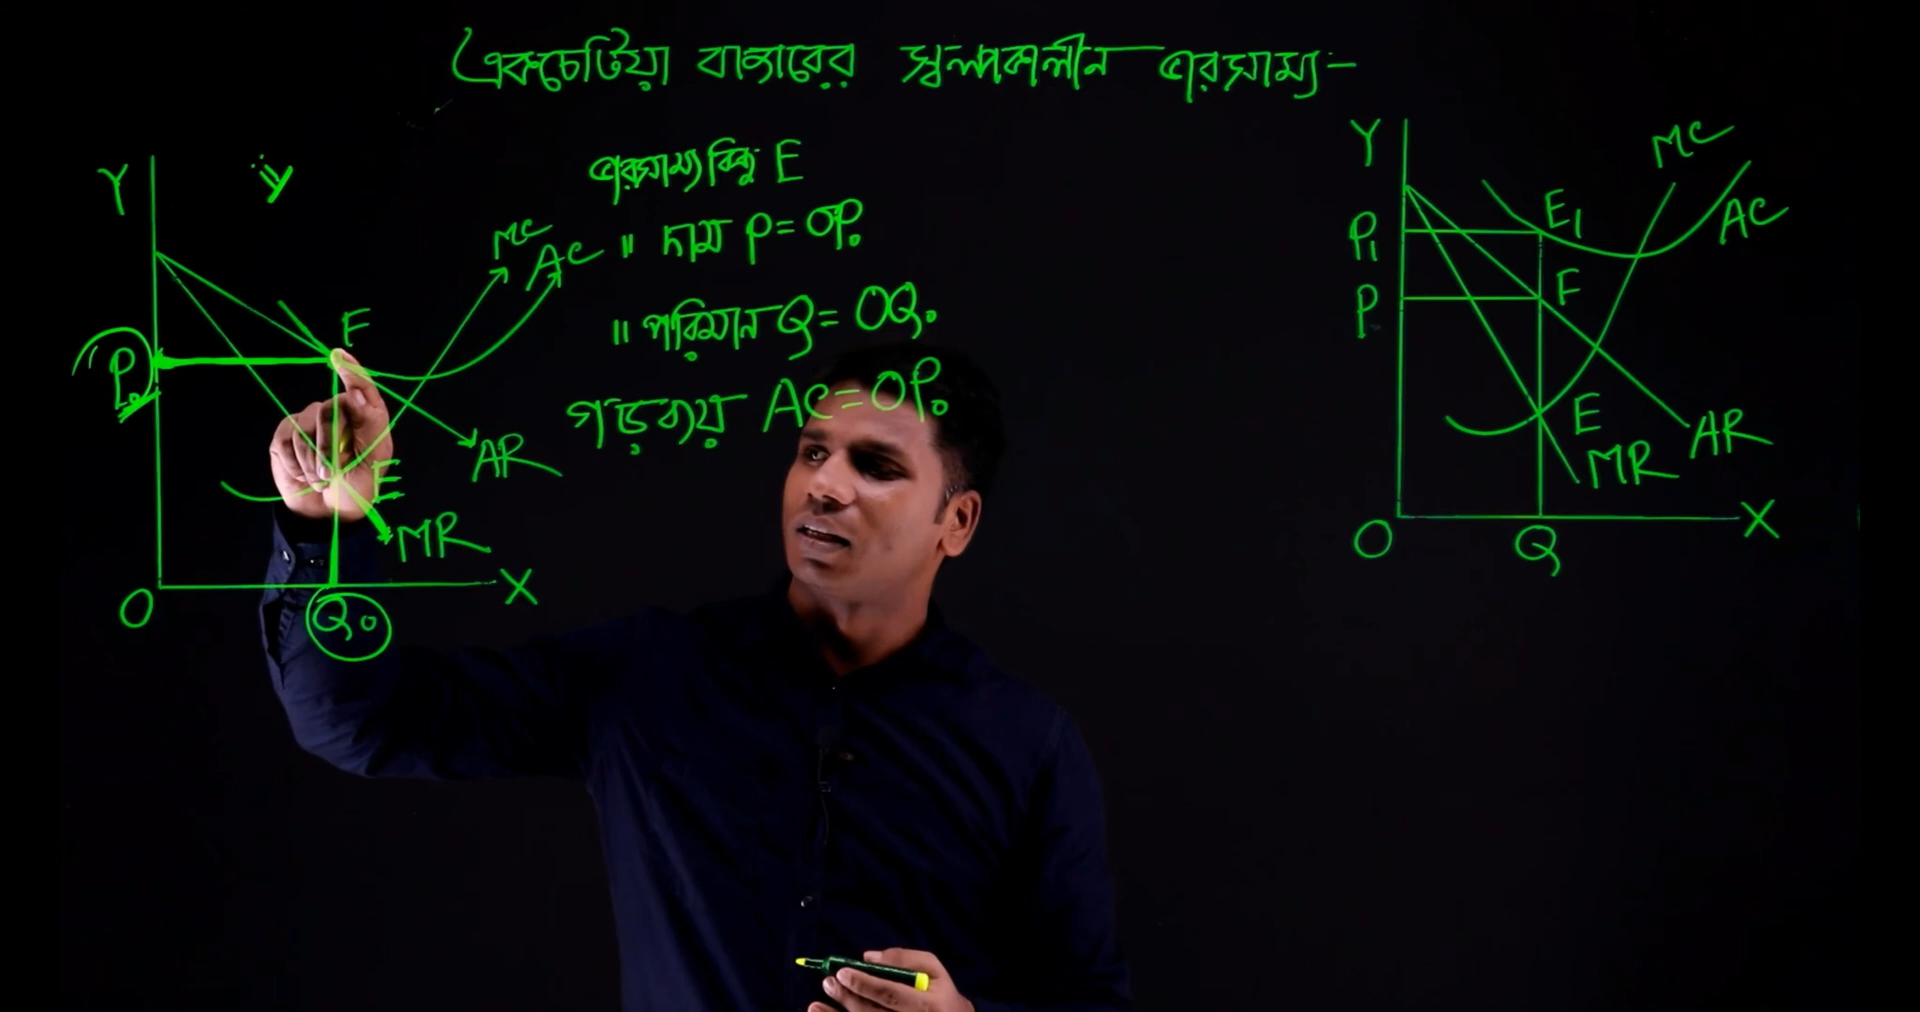 একচেটিয়া বাজারের স্বল্পকালীন ভারসাম্য-
Y
ii
MC
AC
F
P₀
AR
E
MR
O
Q₀
X
ভারসাম্য বিন্দু E
" দাম P = OP₀
" পরিমান Q = OQ₀
গড়ব্যয় AC = OP₀
Y
MC
AC
P₁
E₁
P
F
E
AR
MR
O
Q
X